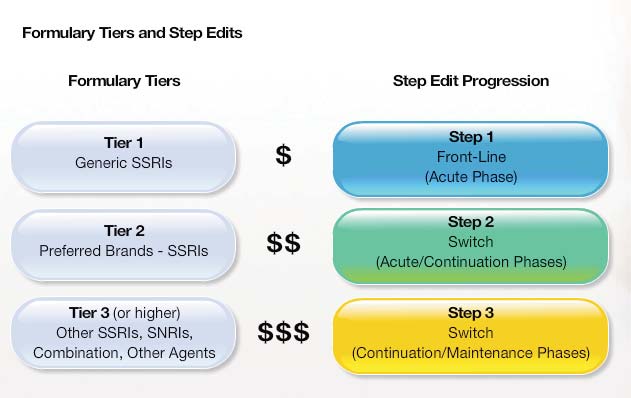 Formulary Tiers and Step Edits
Formulary Tiers
Step Edit Progression
Tier 1
Generic SSRIs
$
Step 1
Front-Line
(Acute Phase)
Tier 2
Preferred Brands - SSRIs
$$
Step 2
Switch
(Acute/Continuation Phases)
Tier 3 (or higher)
Other SSRIs, SNRIs,
Combination, Other Agents
$$$
Step 3
Switch
(Continuation/Maintenance Phases)